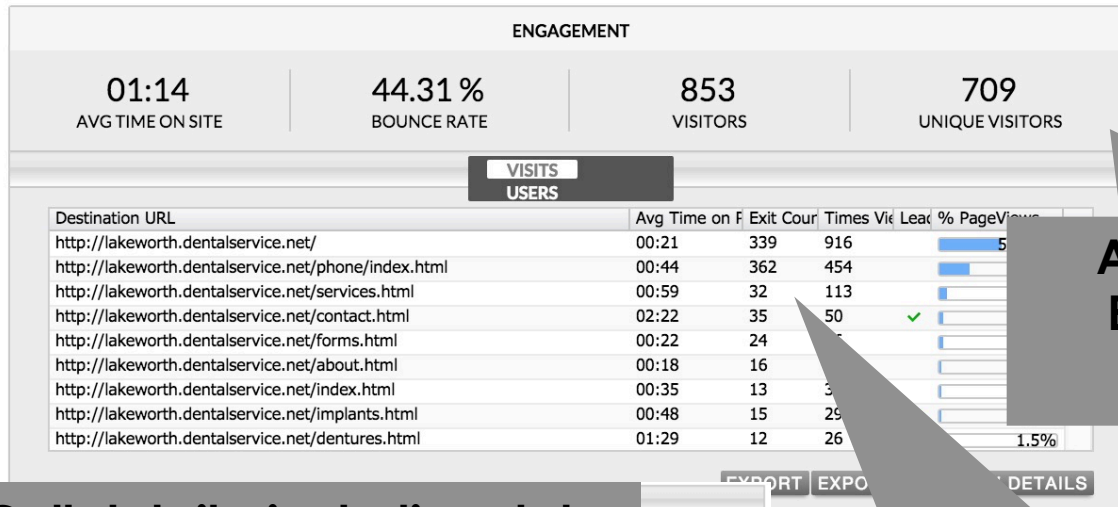 ENGAGEMENT
01:14 44.31 % 853 709
AVG TIME ON SITE BOUNCE RATE VISITORS UNIQUE VISITORS
VISITS
USERS
Destination URL Avg Time on Exit Times % PageViews
http://lakeworth.dentalservice.net/ 00:21 339 916
http://lakeworth.dentalservice.net/phone/index.html 00:44 362 454
http://lakeworth.dentalservice.net/services.html 00:59 32 113
http://lakeworth.dentalservice.net/contact.html 02:22 35 50
http://lakeworth.dentalservice.net/forms.html 00:22 24
http://lakeworth.dentalservice.net/about.html 00:18 16
http://lakeworth.dentalservice.net/index.html 00:35 13
http://lakeworth.dentalservice.net/implants.html 00:48 15
http://lakeworth.dentalservice.net/dentures.html 01:29 12 26 1.5%
DETAILS